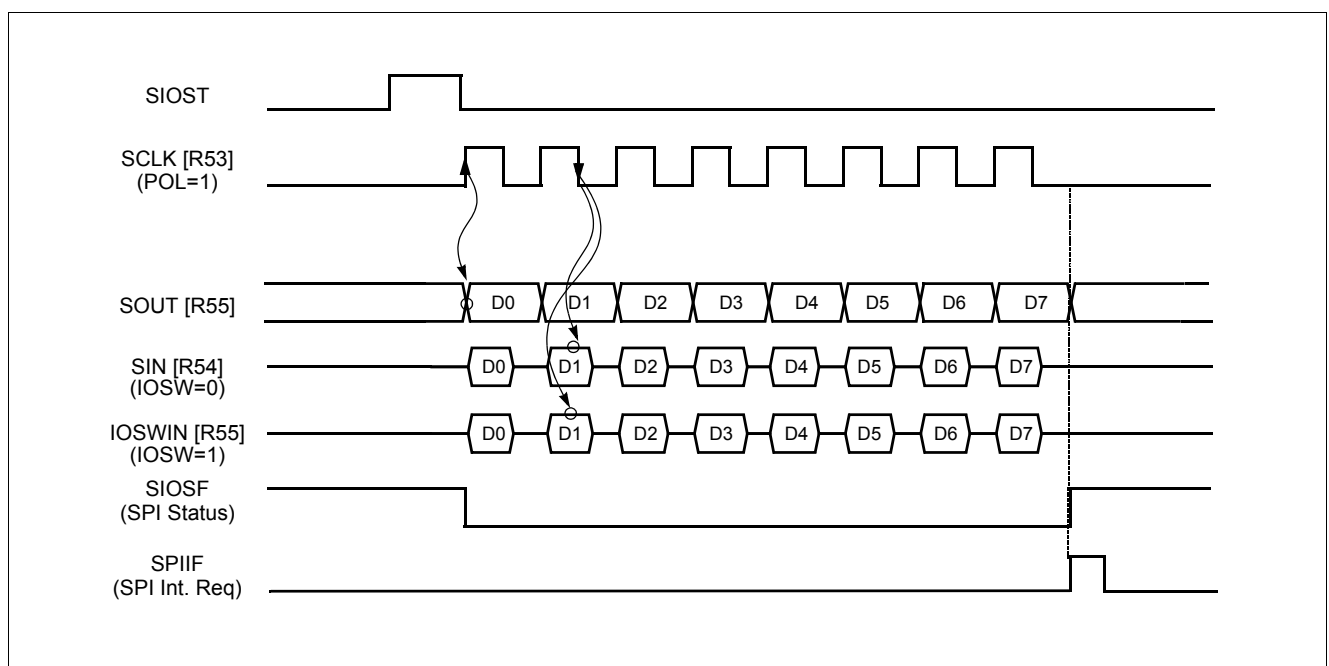 SIOST
SCLK [R53]
(POL=1)
SOUT [R55]
D0 D1 D2 D3 D4 D5 D6 D7
SIN [R54]
(IOSW=0)
D0 D1 D2 D3 D4 D5 D6 D7
IOSWIN [R55]
(IOSW=1)
D0 D1 D2 D3 D4 D5 D6 D7
SIOSF
(SPI Status)
SPIIF
(SPI Int. Req)